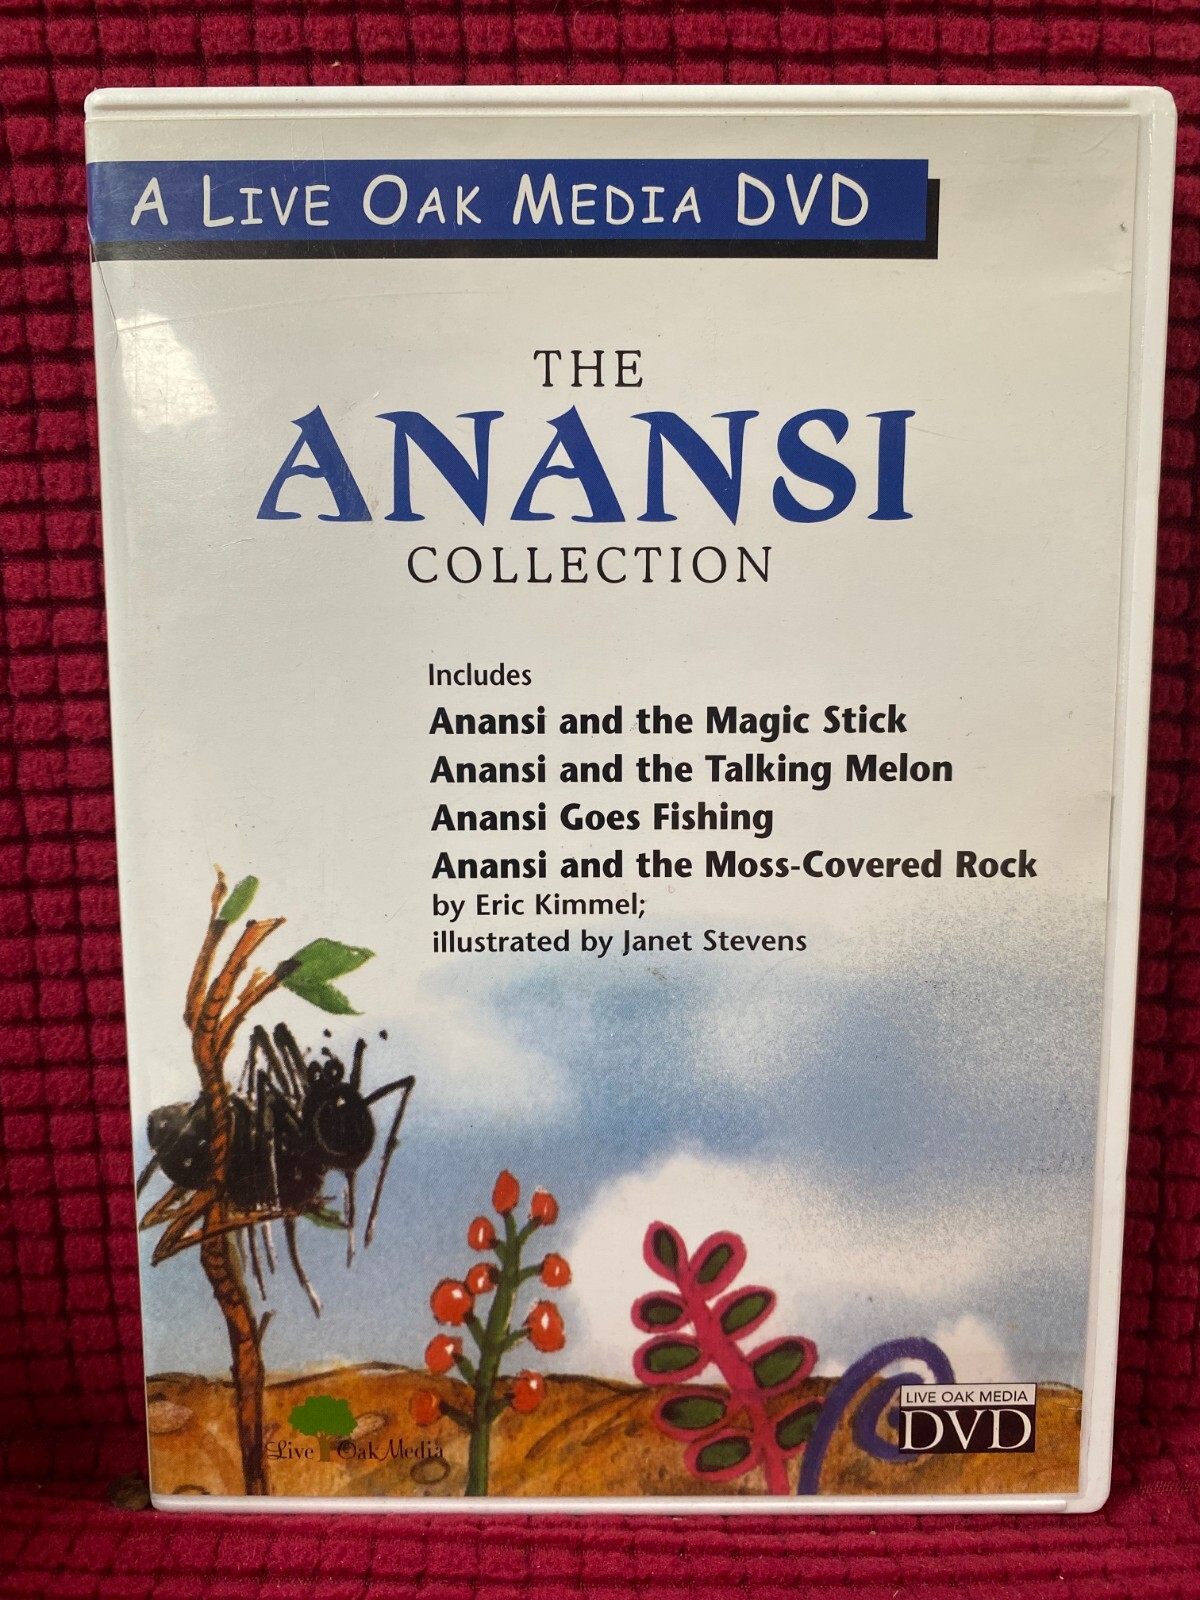 A LIVE OAK MEDIA DVD
THE
ANANSI
COLLECTION
Includes
Anansi and the Magic Stick
Anansi and the Talking Melon
Anansi Goes Fishing
Anansi and the Moss-Covered Rock
by Eric Kimmel;
illustrated by Janet Stevens
Live Oak Media
LIVE OAK MEDIA
DVD